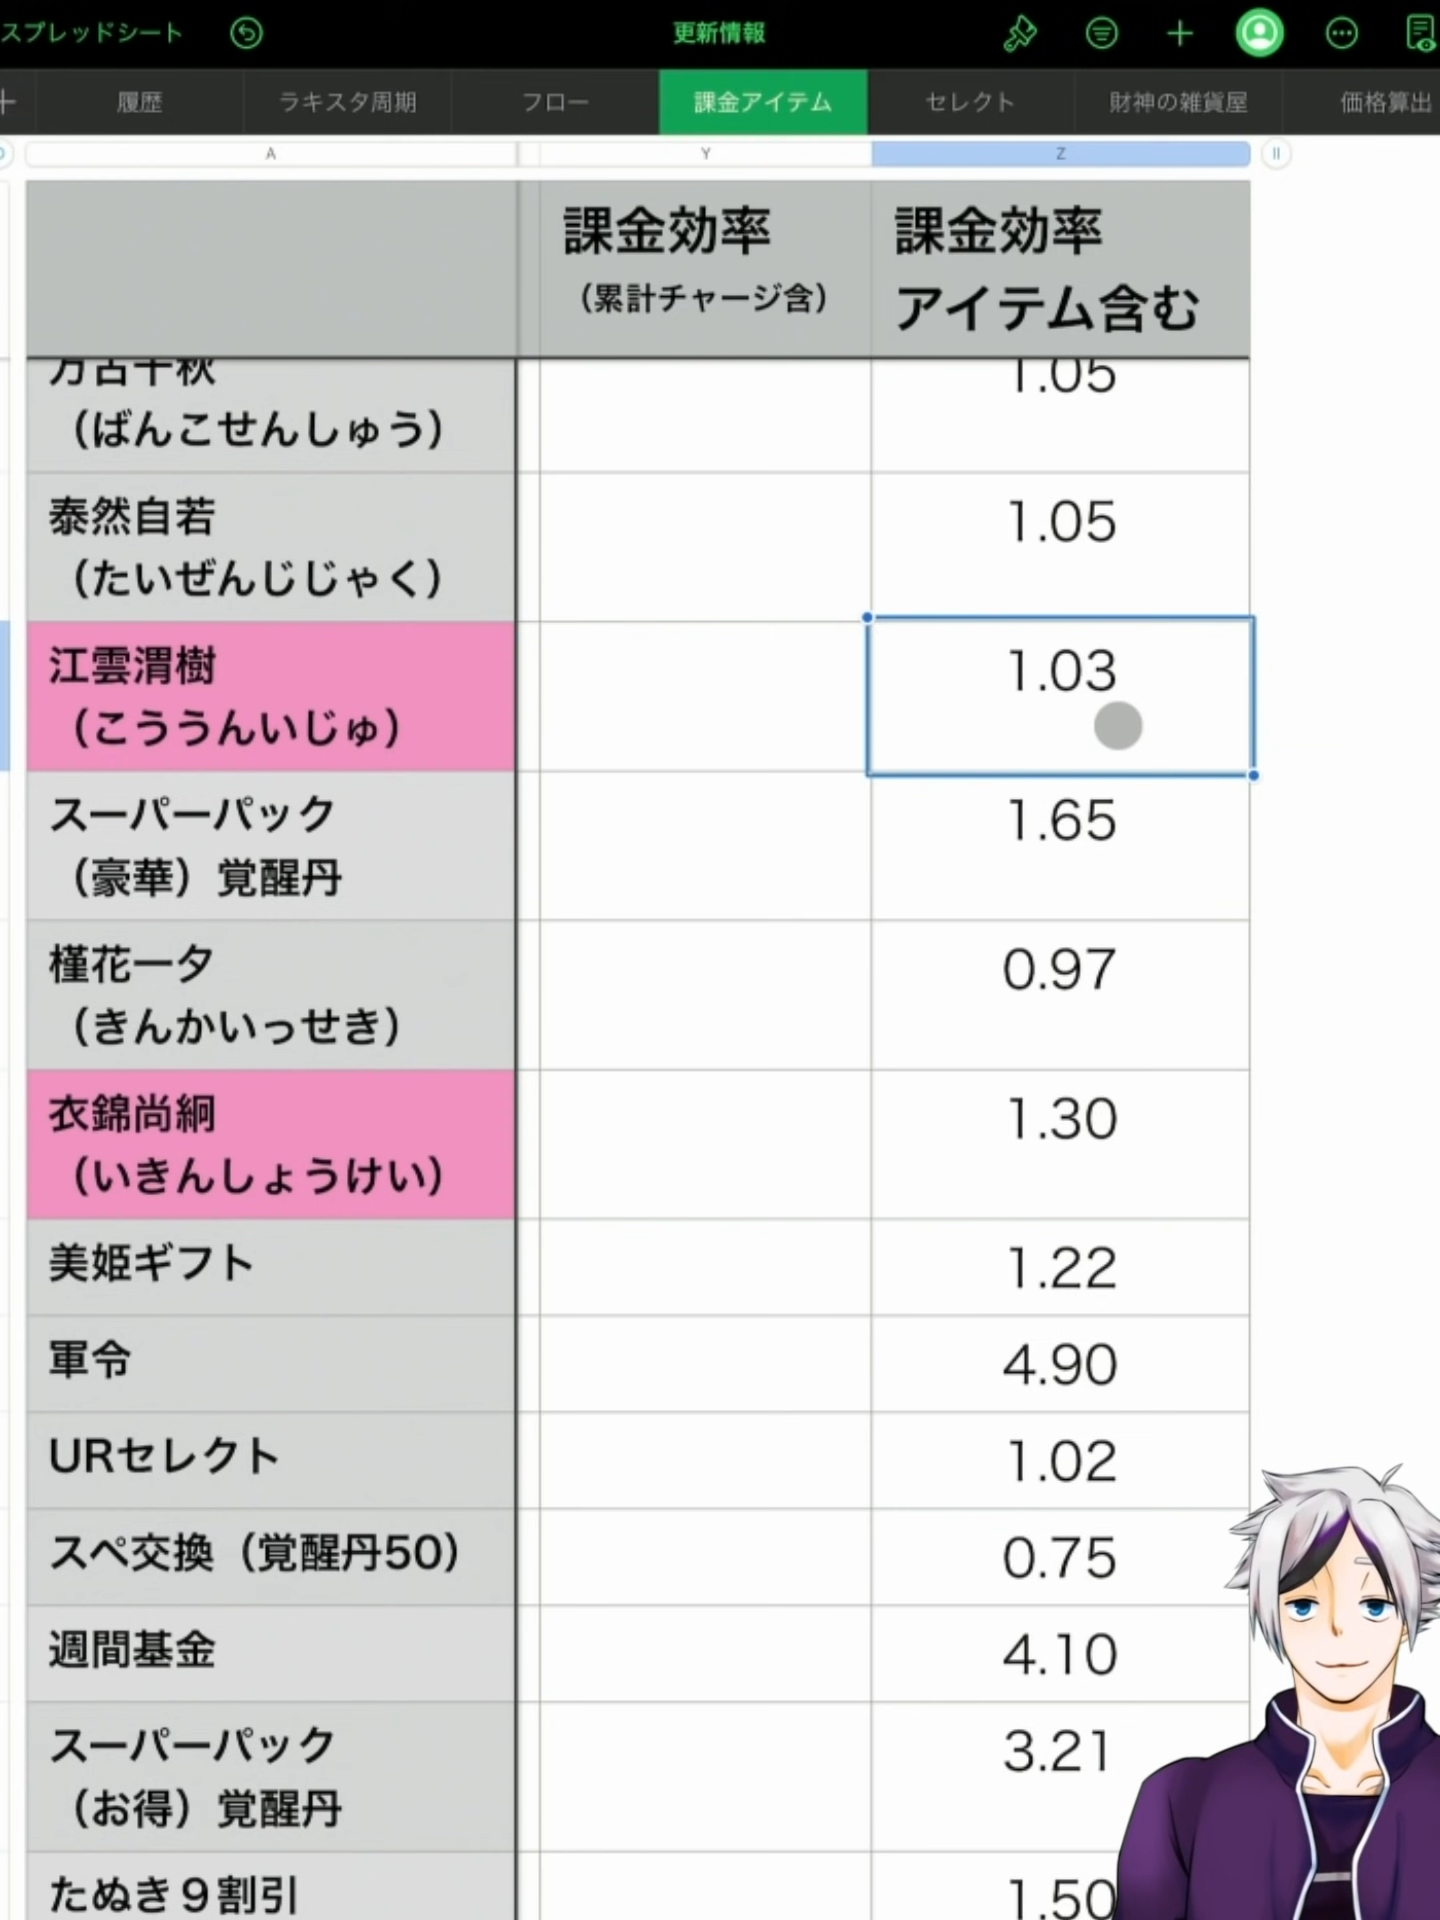 スプレッドシート
更新情報
履歴
ラキスタ周期
フロー
課金アイテム
セレクト
財神の雑貨屋
価格算出
A
Y
Z
課金効率
（累計チャージ含）
課金効率
アイテム含む
万古千秋
（ばんこせんしゅう）
1.05
泰然自若
（たいぜんじじゃく）
1.05
江雲渭樹
（こううんいじゅ）
1.03
スーパーパック
（豪華）覚醒丹
1.65
槿花一夕
（きんかいっせき）
0.97
衣錦尚絅
（いきんしょうけい）
1.30
美姫ギフト
1.22
軍令
4.90
URセレクト
1.02
スペ交換（覚醒丹50）
0.75
週間基金
4.10
スーパーパック
（お得）覚醒丹
3.21
たぬき９割引
1.50